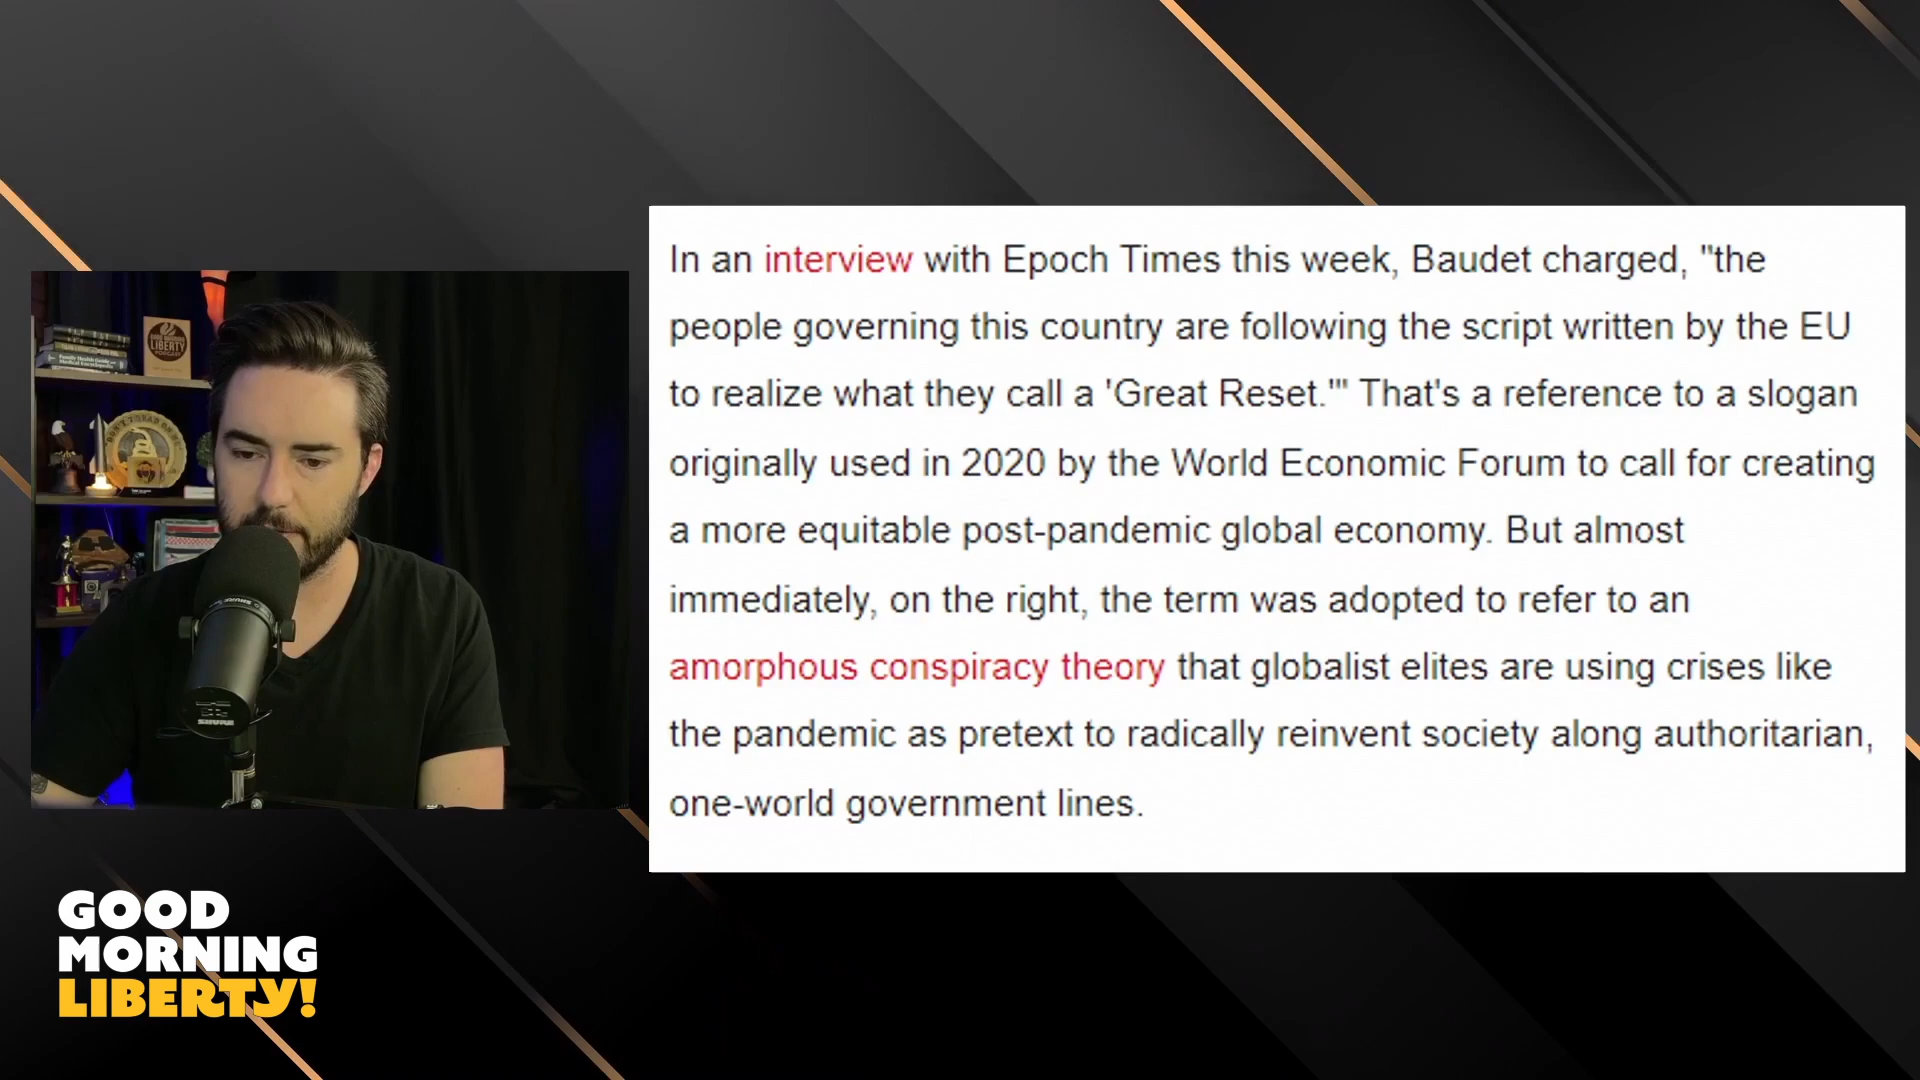 In an interview with Epoch Times this week, Baudet charged, "the
people governing this country are following the script written by the EU
to realize what they call a 'Great Reset.'" That's a reference to a slogan
originally used in 2020 by the World Economic Forum to call for creating
a more equitable post-pandemic global economy. But almost
immediately, on the right, the term was adopted to refer to an
amorphous conspiracy theory that globalist elites are using crises like
the pandemic as pretext to radically reinvent society along authoritarian,
one-world government lines.
LIBERTY
SHURE
GOOD
MORNING
LIBERTY!